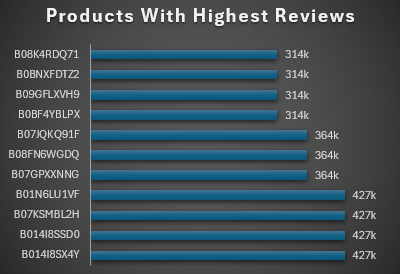 Products With Highest Reviews
B08K4RDQ71 314k
B0BNXFDTZ2 314k
B09GFLXVH9 314k
B0BF4YBLPX 314k
B07JQKQ91F 364k
B08FN6WGDQ 364k
B07GPXXNNG 364k
B01N6LU1VF 427k
B07KSMBL2H 427k
B014I8SSD0 427k
B014I8SX4Y 427k